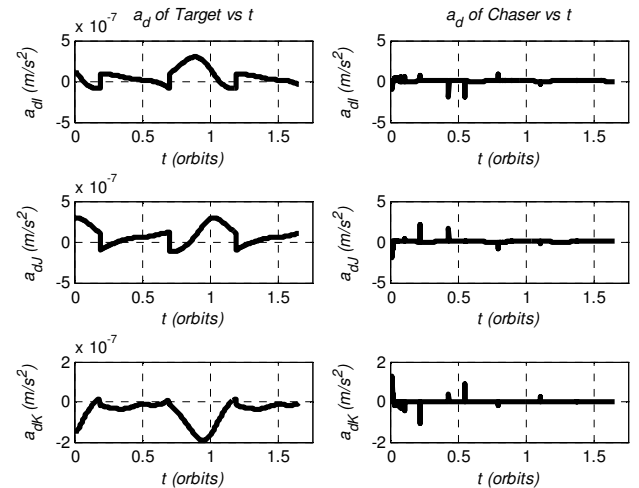 a_d of Target vs t
x 10^-7
a_dI (m/s^2)
5
0
-5
0 0.5 1 1.5
t (orbits)
a_d of Chaser vs t
a_dI (m/s^2)
5
0
-5
0 0.5 1 1.5
t (orbits)
x 10^-7
a_dJ (m/s^2)
5
0
-5
0 0.5 1 1.5
t (orbits)
a_dJ (m/s^2)
5
0
-5
0 0.5 1 1.5
t (orbits)
x 10^-7
a_dK (m/s^2)
2
0
-2
0 0.5 1 1.5
t (orbits)
a_dK (m/s^2)
2
0
-2
0 0.5 1 1.5
t (orbits)